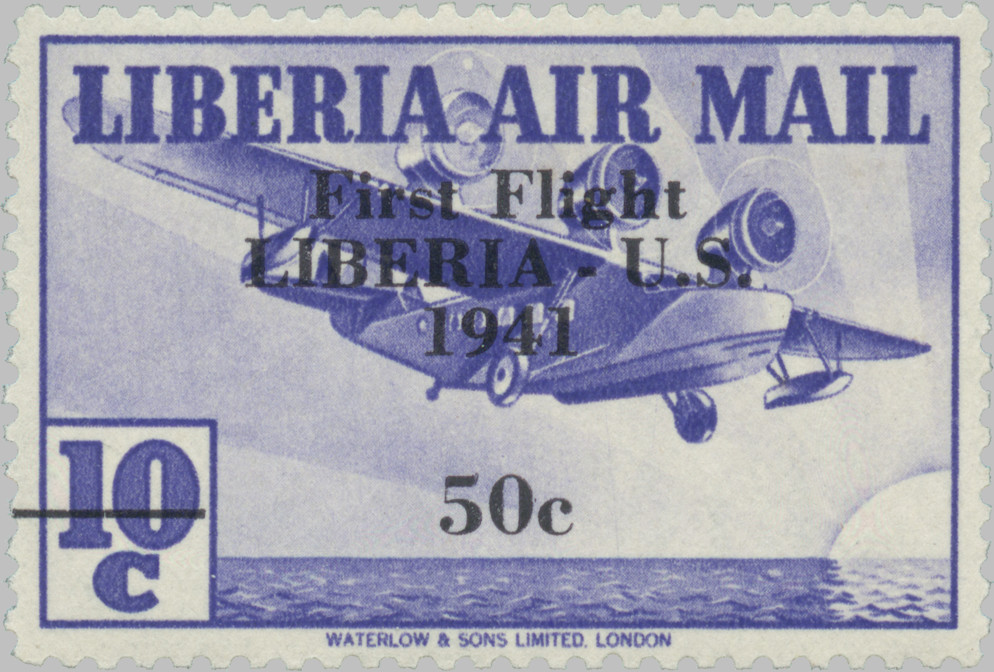 LIBERIA AIR MAIL
First Flight
LIBERIA - U.S.
1941
50c
10
c
WATERLOW & SONS LIMITED. LONDON